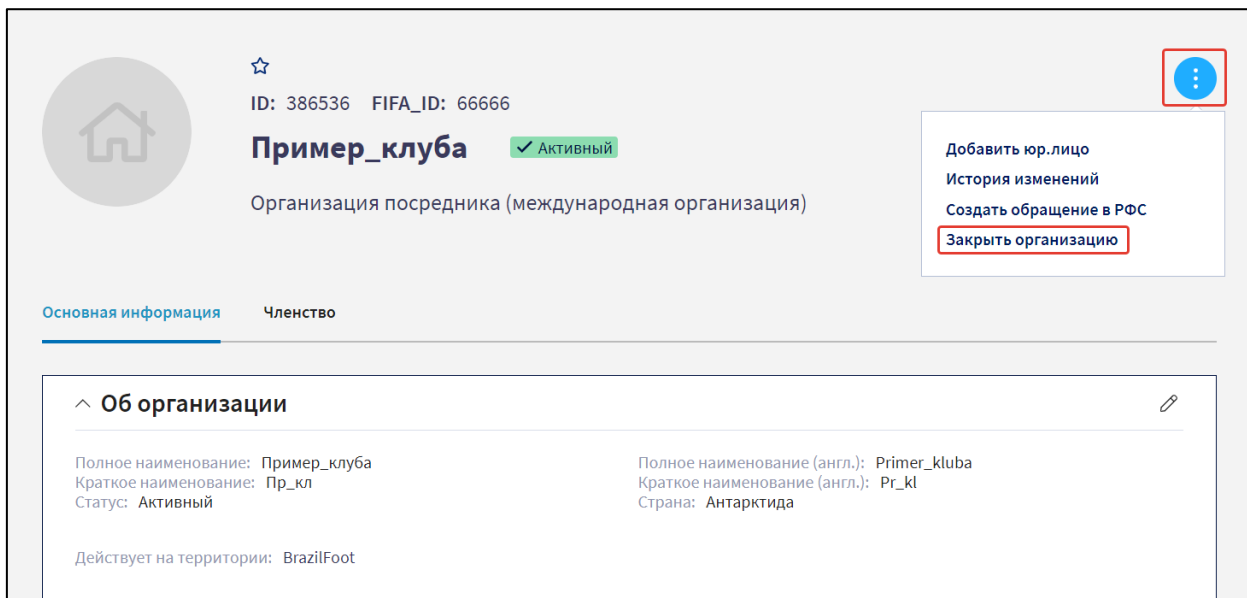 ID: 386536 FIFA_ID: 66666
Пример_клуба Активный
Организация посредника (международная организация)
Добавить юр.лицо
История изменений
Создать обращение в РФС
Закрыть организацию
Основная информация Членство
Об организации
Полное наименование: Пример_клуба
Краткое наименование: Пр_кл
Статус: Активный
Полное наименование (англ.): Primer_kluba
Краткое наименование (англ.): Pr_kl
Страна: Антарктида
Действует на территории: BrazilFoot